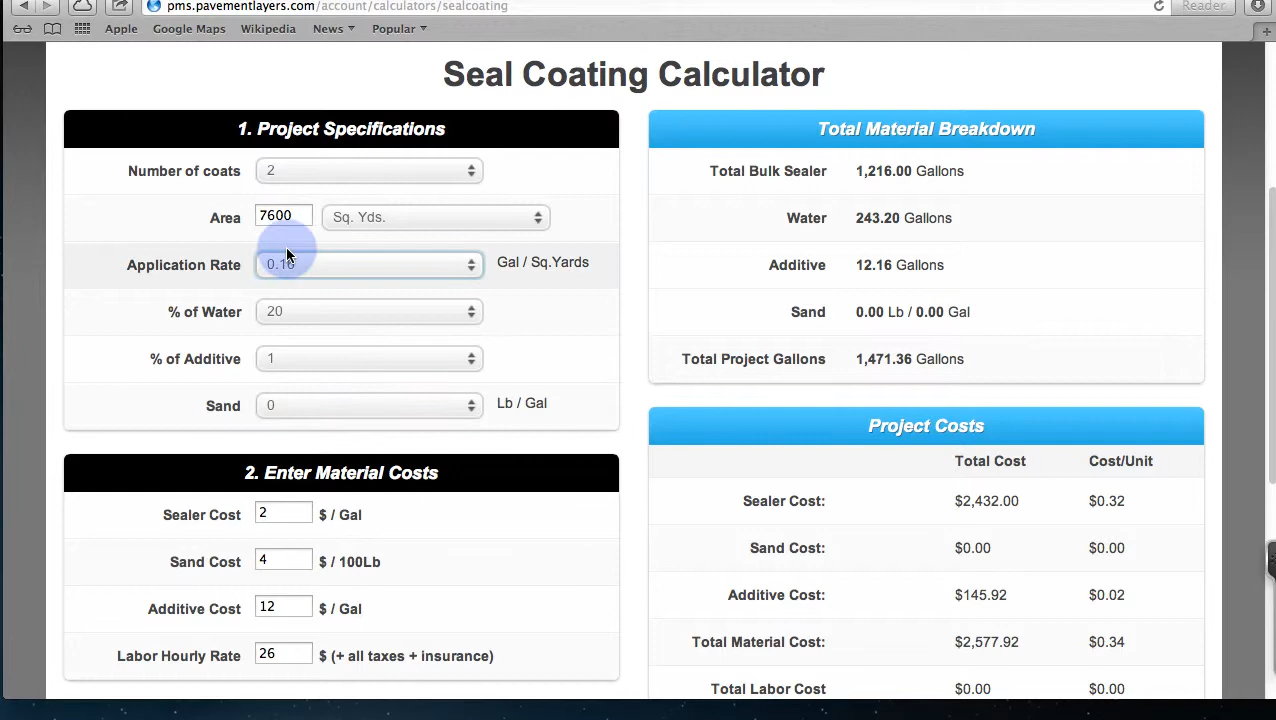 pms.pavementlayers.com/account/calculators/sealcoating
Reader
Apple Google Maps Wikipedia News Popular
Seal Coating Calculator
1. Project Specifications
Number of coats 2
Area 7600 Sq. Yds.
Application Rate 0.16 Gal / Sq.Yards
% of Water 20
% of Additive 1
Sand 0 Lb / Gal
2. Enter Material Costs
Sealer Cost 2 $ / Gal
Sand Cost 4 $ / 100Lb
Additive Cost 12 $ / Gal
Labor Hourly Rate 26 $ (+ all taxes + insurance)
Total Material Breakdown
Total Bulk Sealer 1,216.00 Gallons
Water 243.20 Gallons
Additive 12.16 Gallons
Sand 0.00 Lb / 0.00 Gal
Total Project Gallons 1,471.36 Gallons
Project Costs
Total Cost Cost/Unit
Sealer Cost: $2,432.00 $0.32
Sand Cost: $0.00 $0.00
Additive Cost: $145.92 $0.02
Total Material Cost: $2,577.92 $0.34
Total Labor Cost $0.00 $0.00